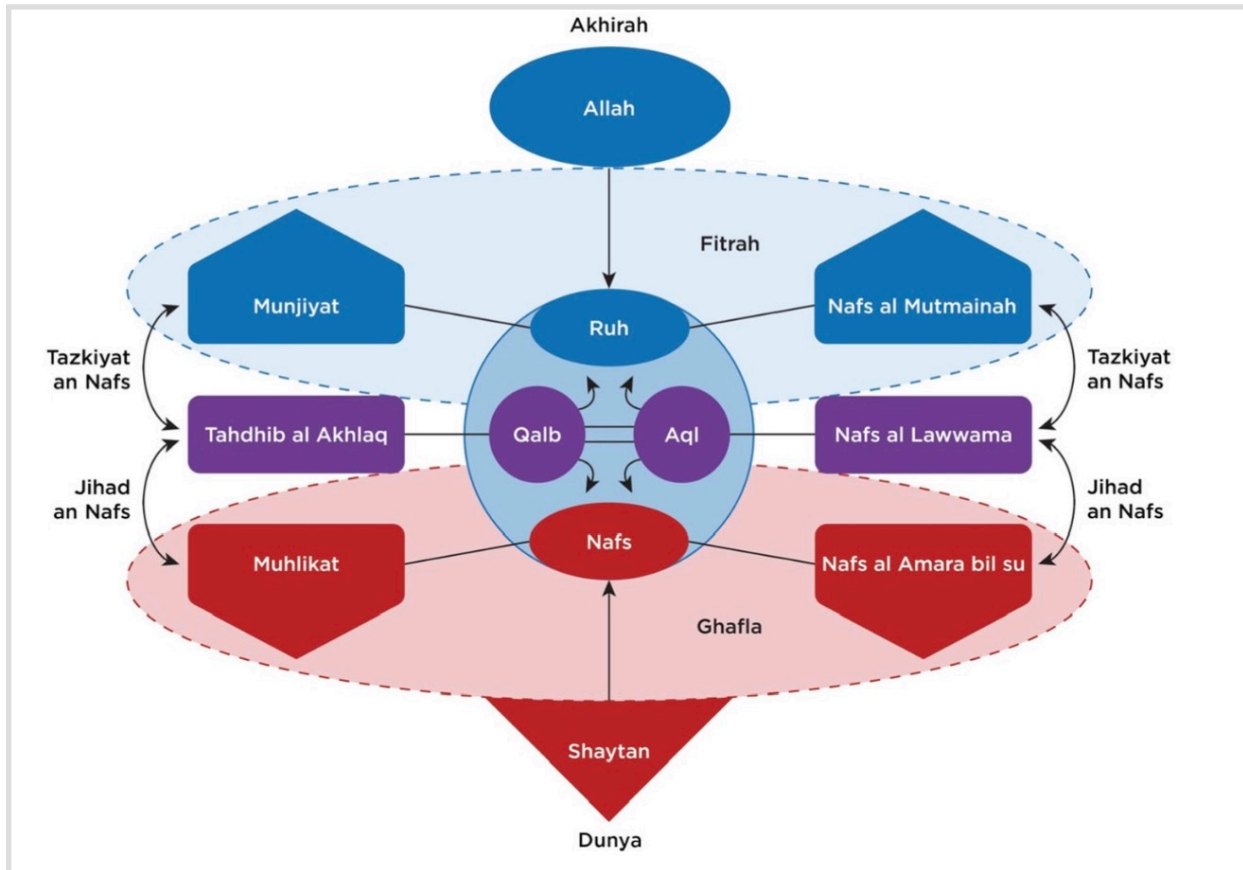 Akhirah
Allah
Fitrah
Munjiyat
Ruh
Nafs al Mutmainah
Tazkiyat
an Nafs
Tazkiyat
an Nafs
Tahdhib al Akhlaq
Qalb
Aql
Nafs al Lawwama
Jihad
an Nafs
Jihad
an Nafs
Muhlikat
Nafs
Nafs al Amara bil su
Ghafla
Shaytan
Dunya